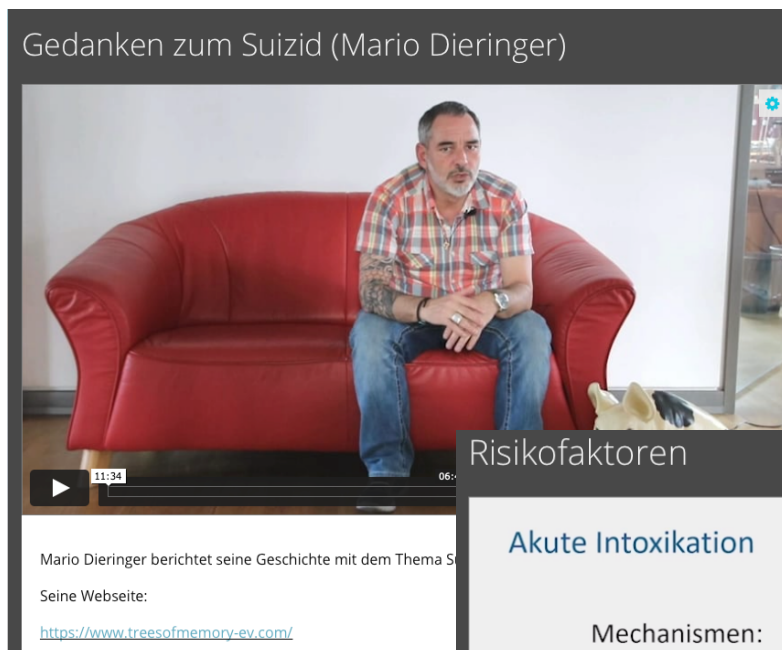 Gedanken zum Suizid (Mario Dieringer)
11:34
06:4
Risikofaktoren
Akute Intoxikation
Mario Dieringer berichtet seine Geschichte mit dem Thema S
Seine Webseite:
https://www.treesofmemory-ev.com/
Mechanismen: